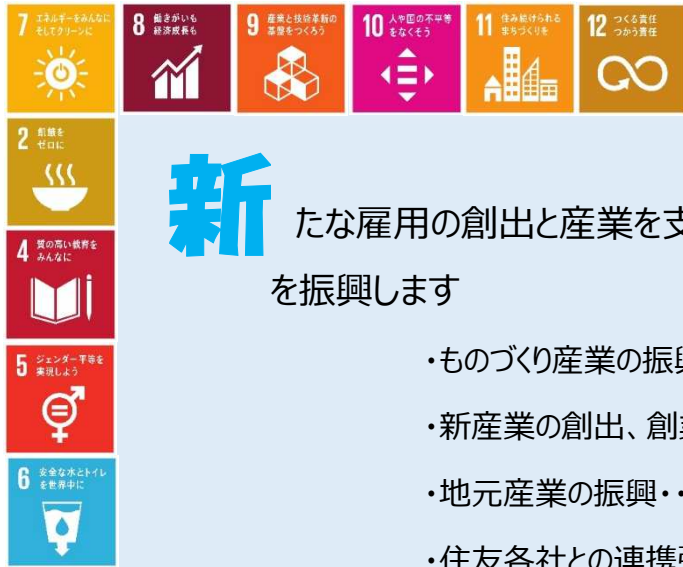 7 エネルギーをみんなに
そしてクリーンに
8 働きがいも
経済成長も
9 産業と技術革新の
基盤をつくろう
10 人や国の不平等
をなくそう
11 住み続けられる
まちづくりを
12 つくる責任
つかう責任
2 飢餓を
ゼロに
4 質の高い教育を
みんなに
5 ジェンダー平等を
実現しよう
6 安全な水とトイレ
を世界中に
新たな雇用の創出と産業を支
を振興します
・ものづくり産業の振
・新産業の創出、創
・地元産業の振興・・
・住友各社との連携